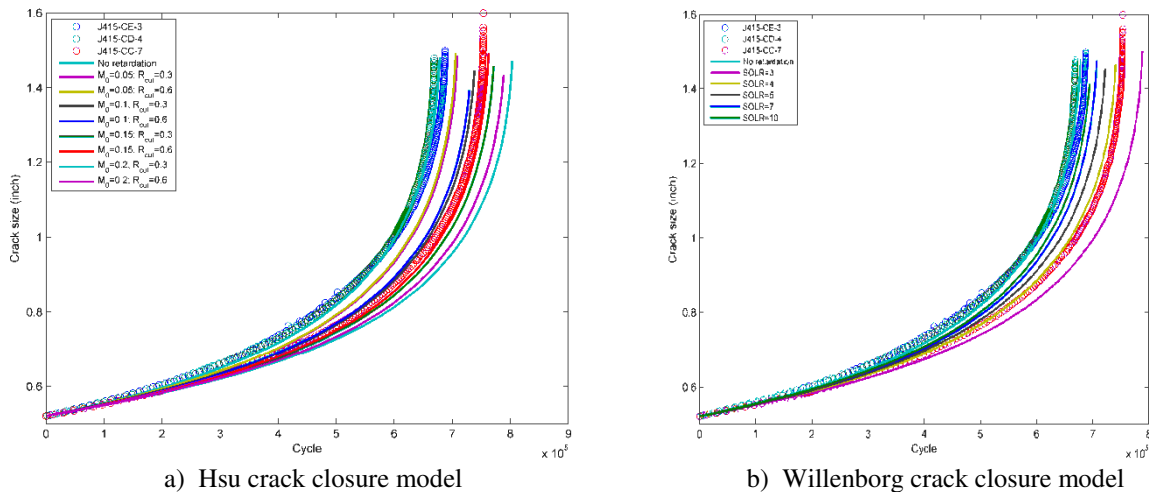 1.6
1.4
1.2
1
0.8
0.6
Crack size (inch)
J415-CE-3
J415-CD-4
J415-CC-7
No retardation
M0=0.05; Rcut=0.3
M0=0.05; Rcut=0.6
M0=0.1; Rcut=0.3
M0=0.1; Rcut=0.6
M0=0.15; Rcut=0.3
M0=0.15; Rcut=0.6
M0=0.2; Rcut=0.3
M0=0.2; Rcut=0.6
0 1 2 3 4 5 6 7 8 9
Cycle
x 10^5
a) Hsu crack closure model
1.6
1.4
1.2
1
0.8
0.6
Crack size (inch)
J415-CE-3
J415-CD-4
J415-CC-7
No retardation
SOLR=3
SOLR=4
SOLR=5
SOLR=7
SOLR=10
0 1 2 3 4 5 6 7 8
Cycle
x 10^5
b) Willenborg crack closure model